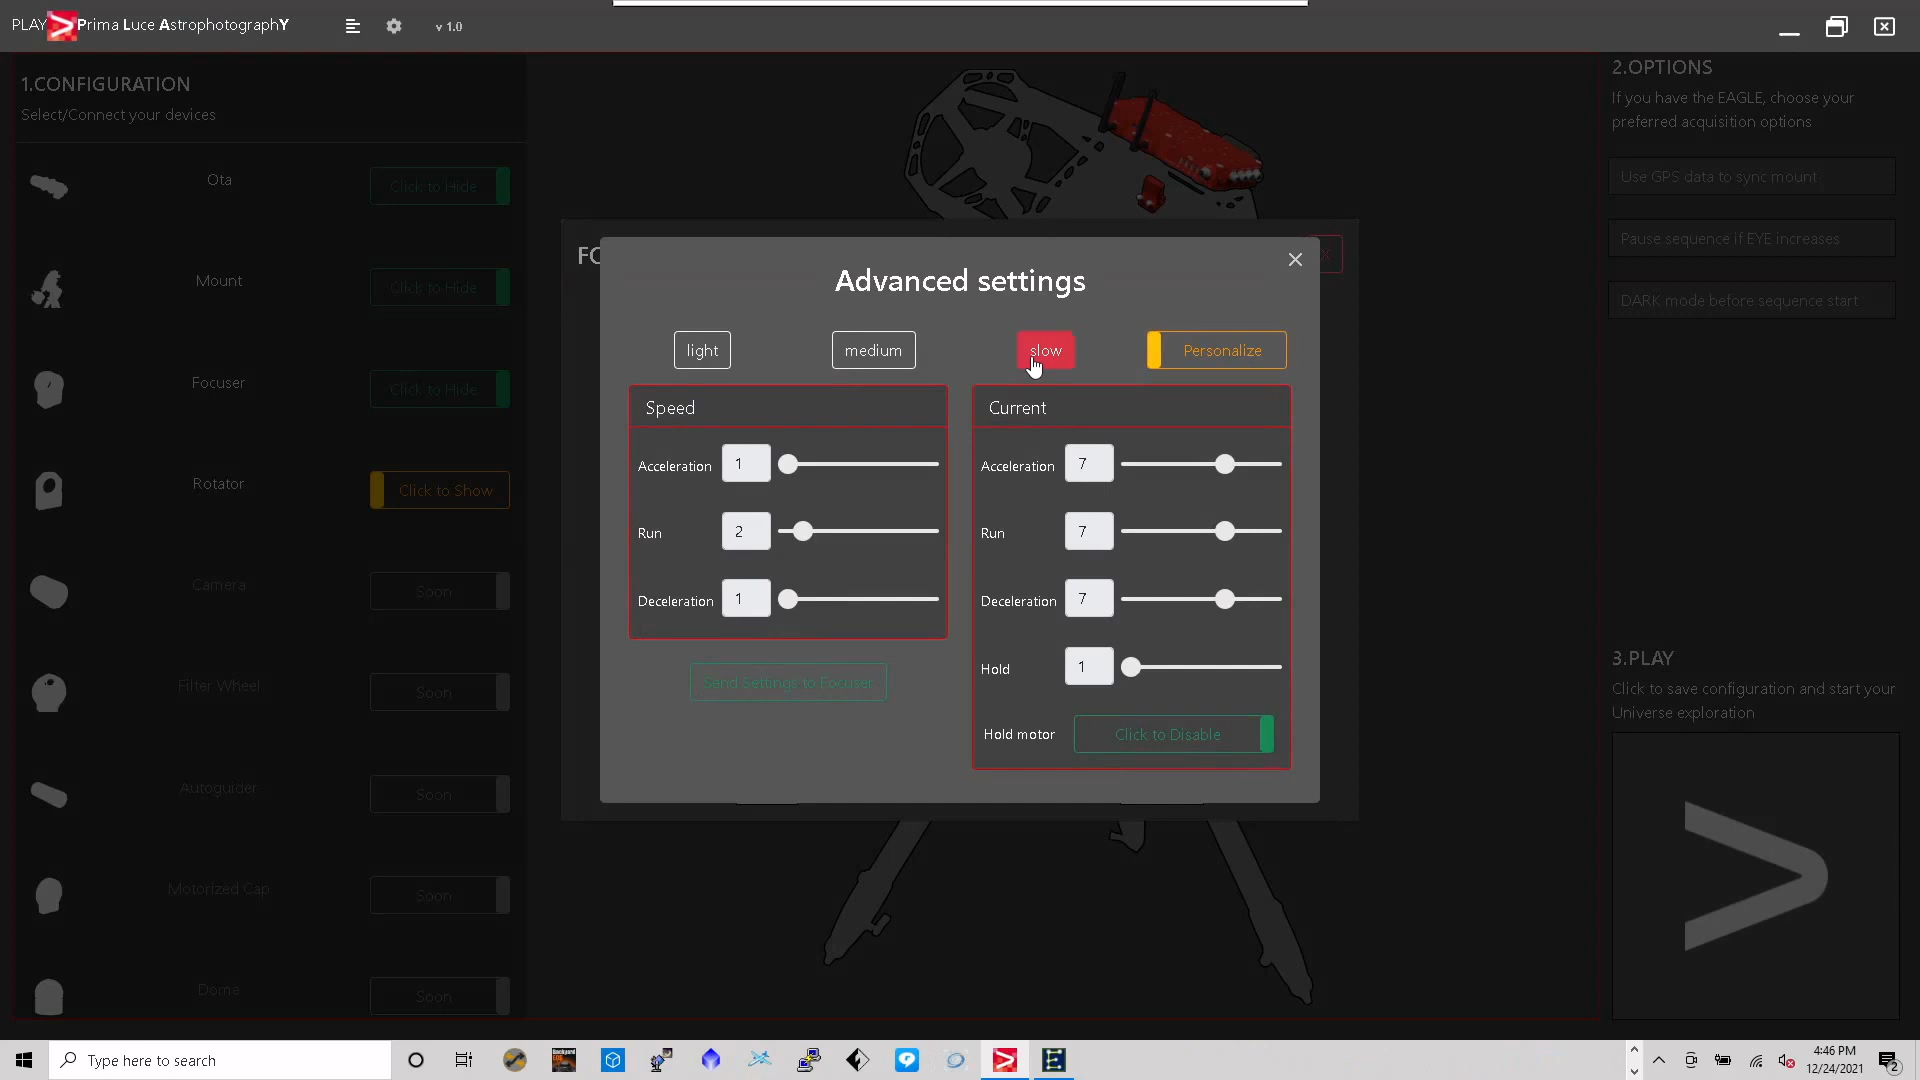 PLAY Prima Luce AstrophotographY
v 1.0
1.CONFIGURATION
Select/Connect your devices
Ota
Click to Hide
Mount
Click to Hide
Focuser
Click to Hide
Rotator
Click to Show
Camera
Soon
Filter Wheel
Soon
Autoguider
Soon
Motorized Cap
Soon
Dome
Soon
FO
Advanced settings
light
medium
slow
Personalize
Speed
Acceleration
1
Run
2
Deceleration
1
Send Settings to Focuser
Current
Acceleration
7
Run
7
Deceleration
7
Hold
1
Hold motor
Click to Disable
2.OPTIONS
If you have the EAGLE, choose your
preferred acquisition options
Use GPS data to sync mount
Pause sequence if EYE increases
DARK mode before sequence start
3.PLAY
Click to save configuration and start your
Universe exploration
Type here to search
4:46 PM
12/24/2021
2